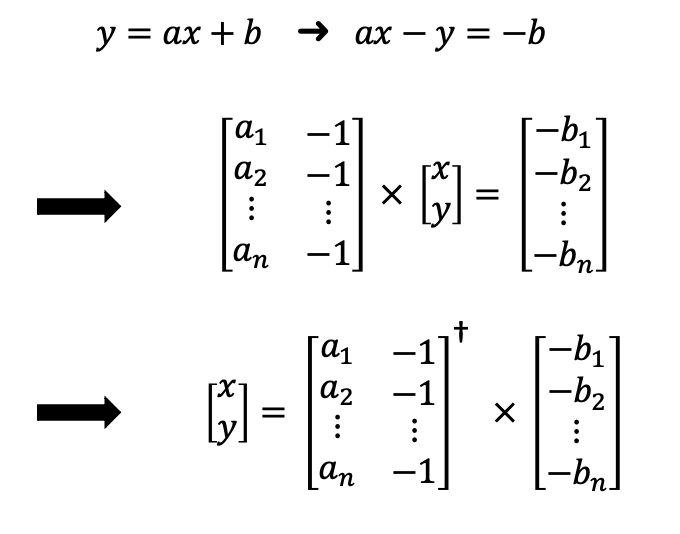 y = ax + b → ax − y = −b
[a₁ −1; a₂ −1; ⋮ ⋮; aₙ −1] × [x; y] = [−b₁; −b₂; ⋮; −bₙ]
[x; y] = [a₁ −1; a₂ −1; ⋮ ⋮; aₙ −1]† × [−b₁; −b₂; ⋮; −bₙ]